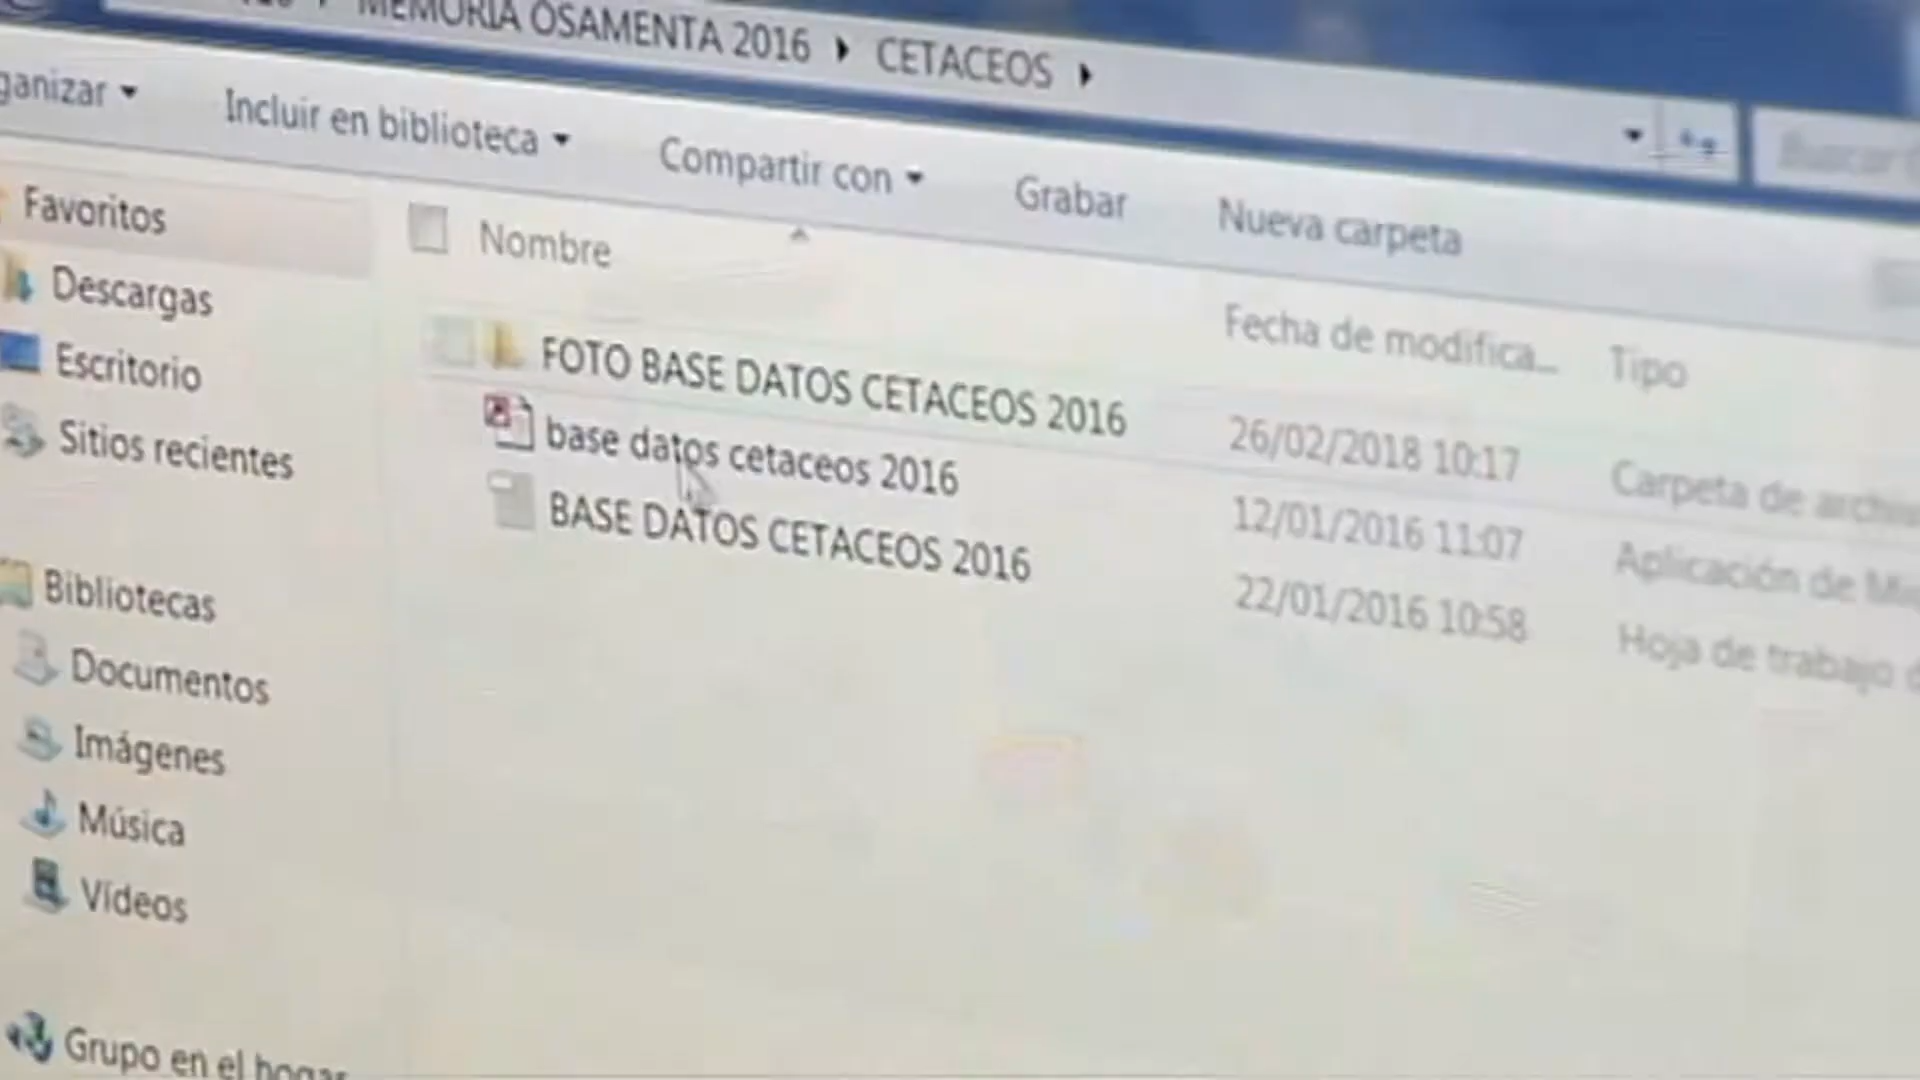 MEMORIA OSAMENTA 2016 CETACEOS
ganizar Incluir en biblioteca Compartir con Grabar Nueva carpeta
Nombre Fecha de modifica... Tipo
FOTO BASE DATOS CETACEOS 2016 26/02/2018 10:17 Carpeta de
base datos cetaceos 2016 12/01/2016 11:07 Aplicación de
BASE DATOS CETACEOS 2016 22/01/2016 10:58 Hoja de trabajo
Favoritos
Descargas
Escritorio
Sitios recientes
Bibliotecas
Documentos
Imágenes
Música
Vídeos
Grupo en el hogar